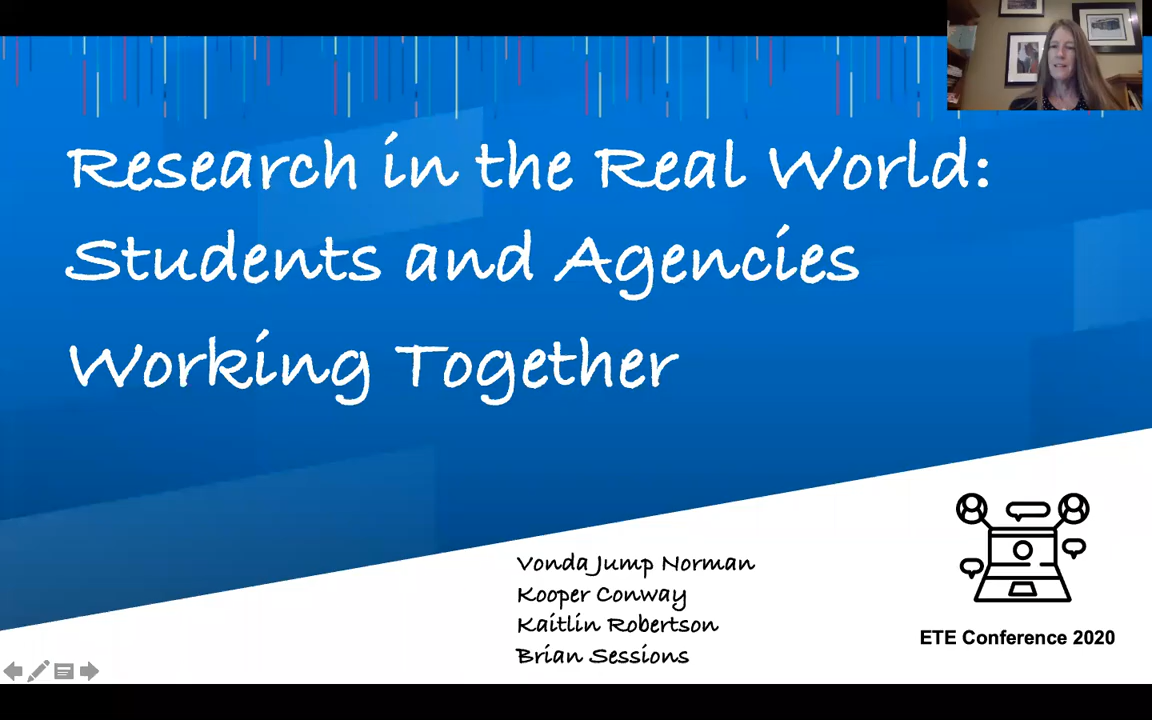 Research in the Real World:
Students and Agencies
Working Together
Vonda Jump Norman
Kooper Conway
Kaitlin Robertson
Brian Sessions
ETE Conference 2020